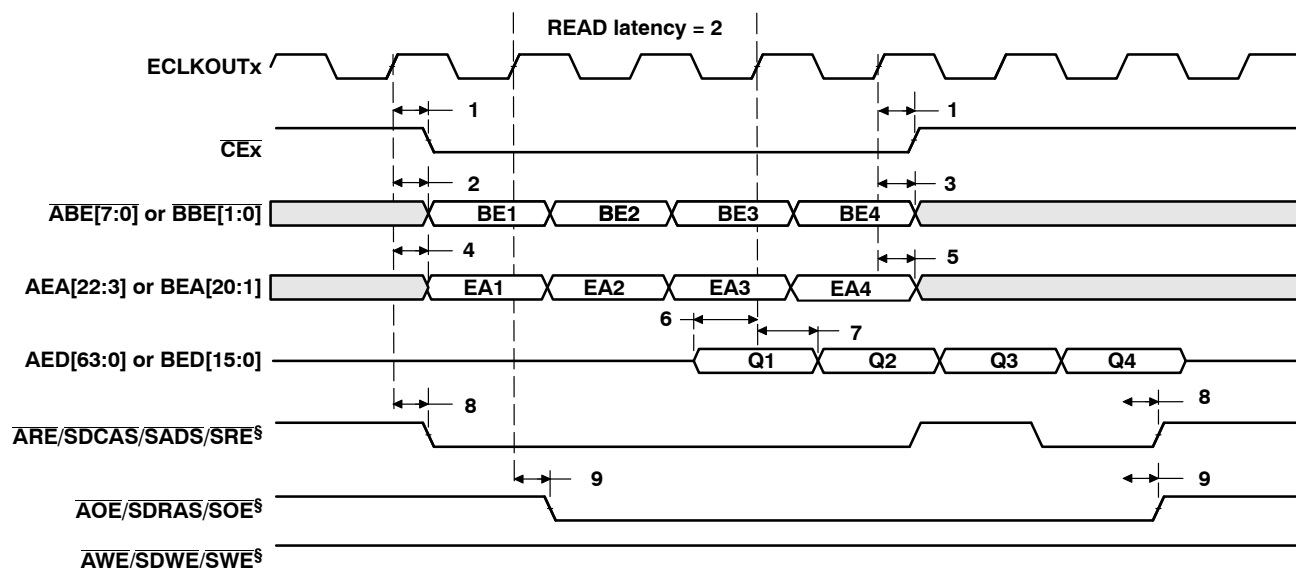 READ latency = 2
ECLKOUTx
1 1
CEx
2 3
ABE[7:0] or BBE[1:0] BE1 BE2 BE3 BE4
4 5
AEA[22:3] or BEA[20:1] EA1 EA2 EA3 EA4
6 7
AED[63:0] or BED[15:0] Q1 Q2 Q3 Q4
8 8
ARE/SDCAS/SADS/SRE§
9 9
AOE/SDRAS/SOE§
AWE/SDWE/SWE§